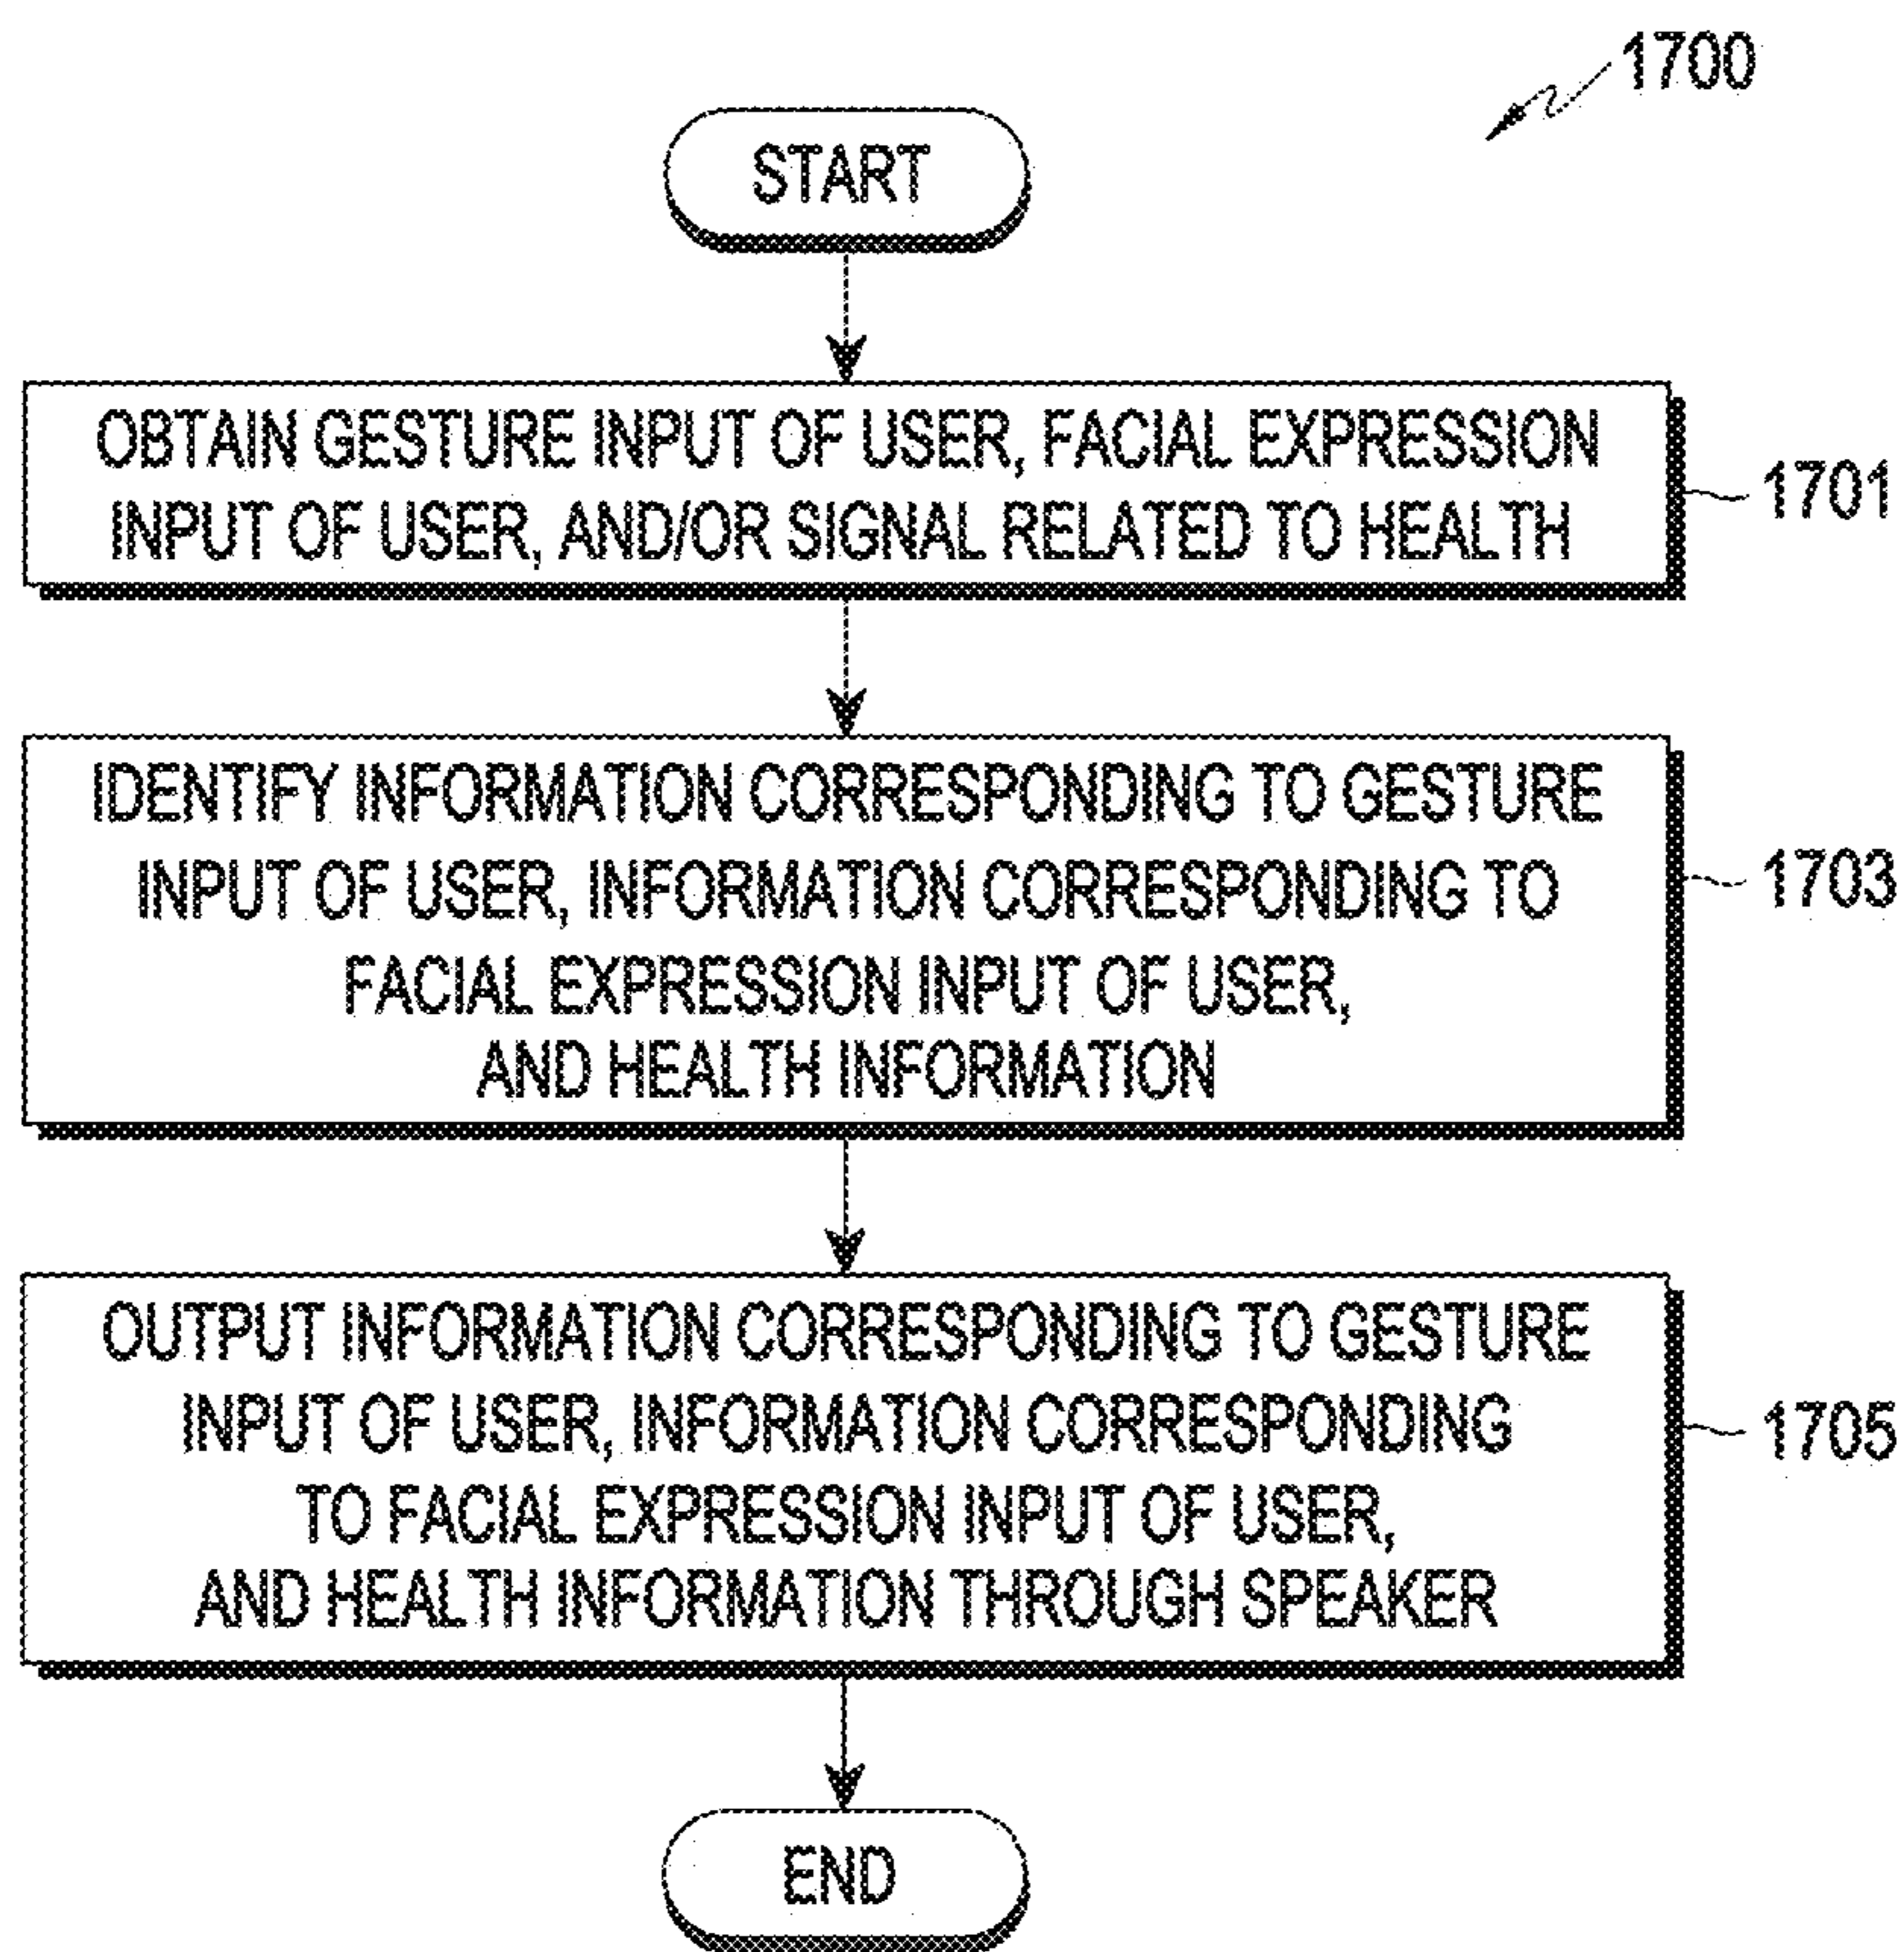 1700
START
OBTAIN GESTURE INPUT OF USER, FACIAL EXPRESSION
INPUT OF USER, AND/OR SIGNAL RELATED TO HEALTH
1701
IDENTIFY INFORMATION CORRESPONDING TO GESTURE
INPUT OF USER, INFORMATION CORRESPONDING TO
FACIAL EXPRESSION INPUT OF USER,
AND HEALTH INFORMATION
1703
OUTPUT INFORMATION CORRESPONDING TO GESTURE
INPUT OF USER, INFORMATION CORRESPONDING
TO FACIAL EXPRESSION INPUT OF USER,
AND HEALTH INFORMATION THROUGH SPEAKER
1705
END